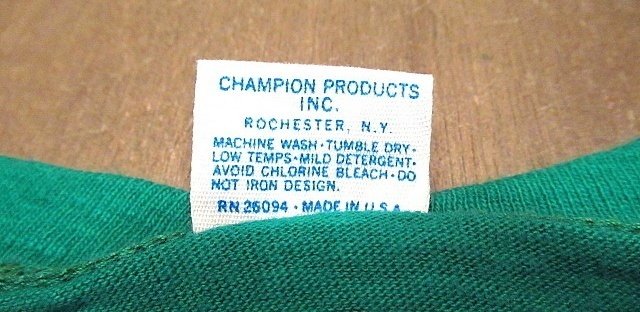 CHAMPION PRODUCTS
INC.
ROCHESTER, N.Y.
MACHINE WASH·TUMBLE DRY·
LOW TEMPS·MILD DETERGENT·
AVOID CHLORINE BLEACH·DO
NOT IRON DESIGN.
RN 26094 · MADE IN U.S.A